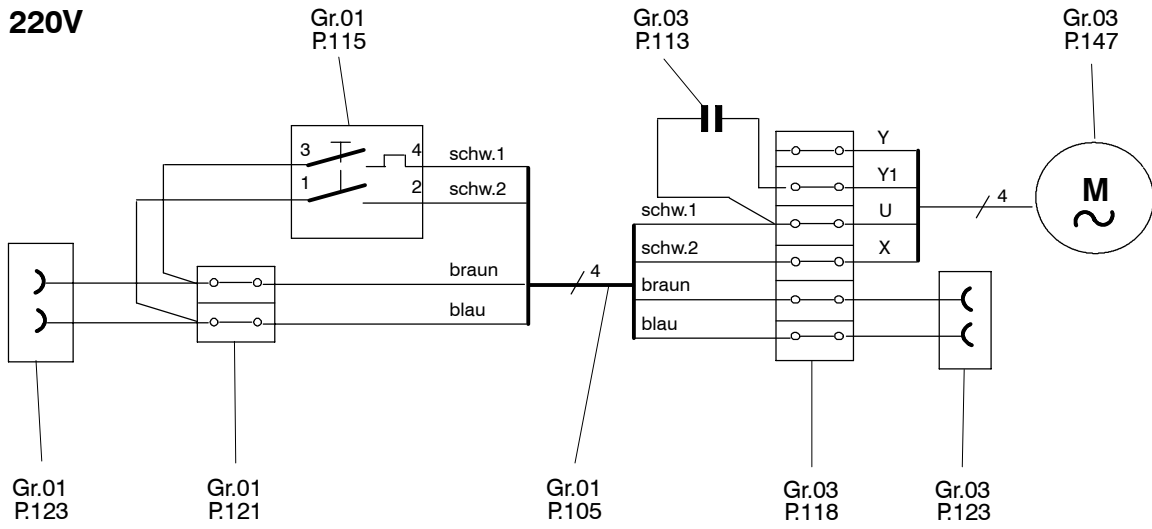 220V
Gr.01
P.115
Gr.03
P.113
Gr.03
P.147
3
4
schw.1
1
2
schw.2
Y
Y1
U
X
schw.1
schw.2
braun
blau
4
M
braun
blau
4
Gr.01
P.123
Gr.01
P.121
Gr.01
P.105
Gr.03
P.118
Gr.03
P.123